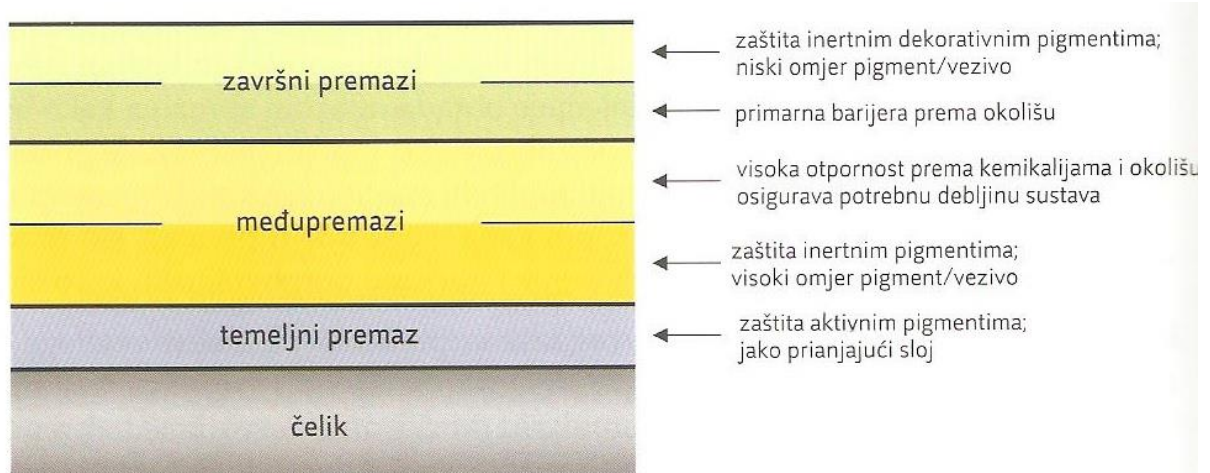 završni premazi
međupremazi
temeljni premaz
čelik
zaštita inertnim dekorativnim pigmentima;
niski omjer pigment/vezivo
primarna barijera prema okolišu
visoka otpornost prema kemikalijama i okolišu
osigurava potrebnu debljinu sustava
zaštita inertnim pigmentima;
visoki omjer pigment/vezivo
zaštita aktivnim pigmentima;
jako prianjajući sloj